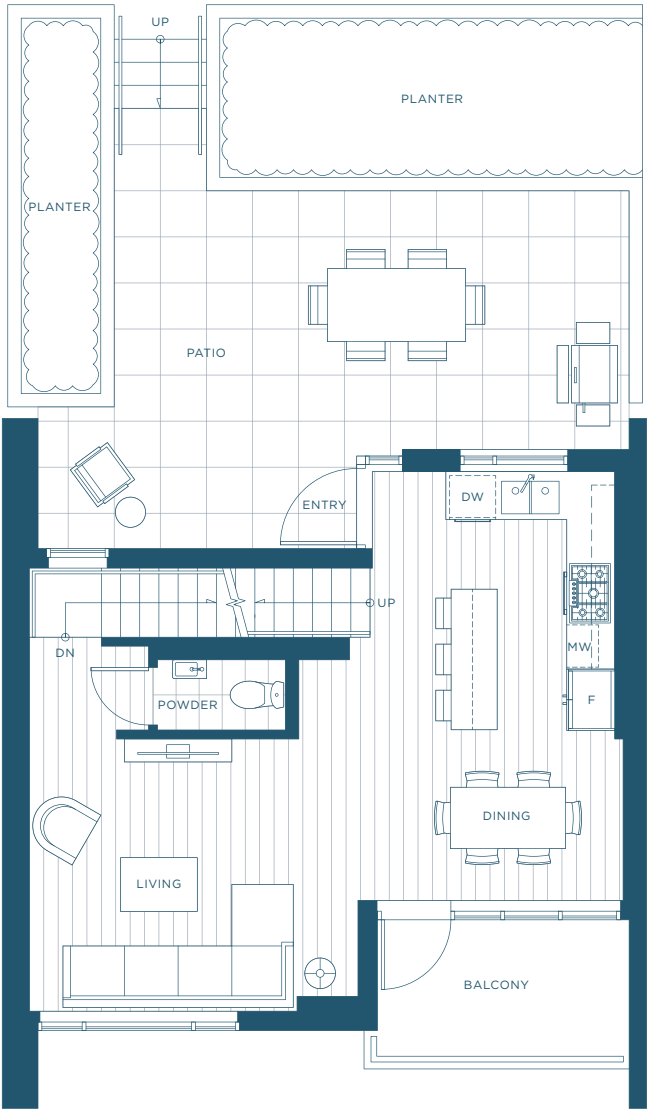 UP
PLANTER
PLANTER
PATIO
DW
ENTRY
UP
MW
DN
F
POWDER
DINING
LIVING
BALCONY